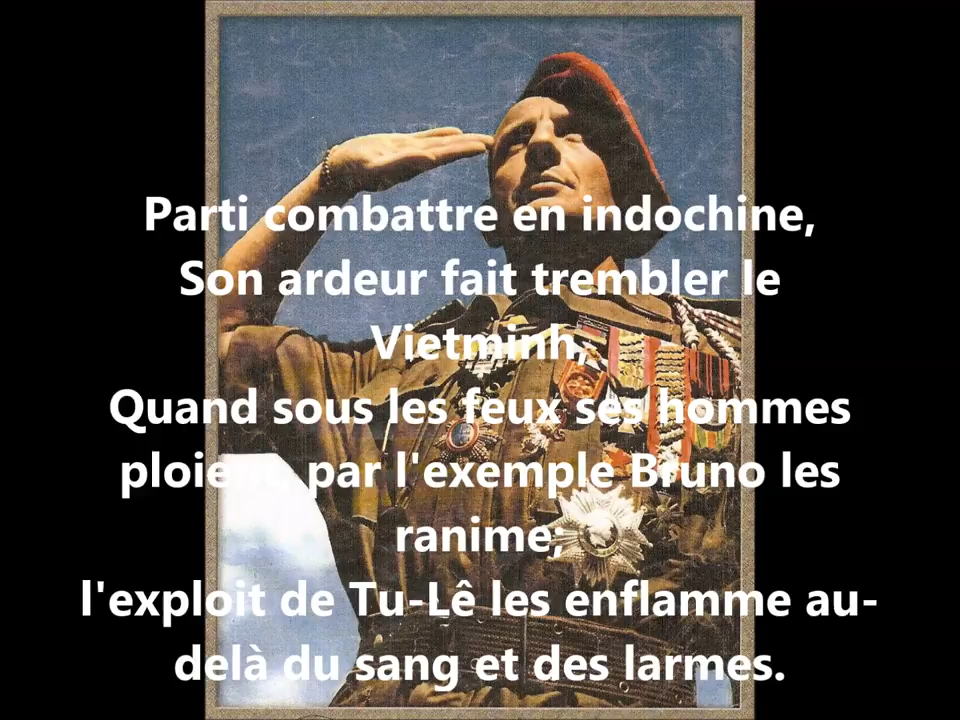 Parti combattre en indochine,
Son ardeur fait trembler le
Vietminh,
Quand sous les feux ses hommes
ploient, par l'exemple Bruno les
ranime;
l'exploit de Tu-Lê les enflamme au-
delà du sang et des larmes.